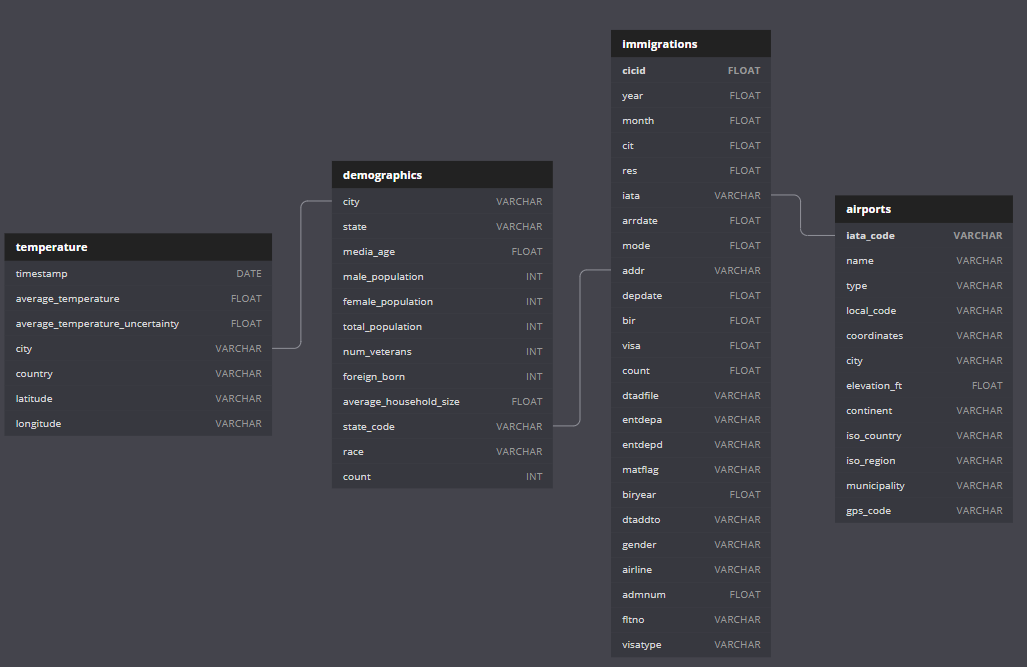 temperature
timestamp DATE
average_temperature FLOAT
average_temperature_uncertainty FLOAT
city VARCHAR
country VARCHAR
latitude VARCHAR
longitude VARCHAR
demographics
city VARCHAR
state VARCHAR
media_age FLOAT
male_population INT
female_population INT
total_population INT
num_veterans INT
foreign_born INT
average_household_size FLOAT
state_code VARCHAR
race VARCHAR
count INT
immigrations
cicid FLOAT
year FLOAT
month FLOAT
cit FLOAT
res FLOAT
iata VARCHAR
arrdate FLOAT
mode FLOAT
addr VARCHAR
depdate FLOAT
bir FLOAT
visa FLOAT
count FLOAT
dtadfile VARCHAR
entdepa VARCHAR
entdepd VARCHAR
matflag VARCHAR
biryear FLOAT
dtaddto VARCHAR
gender VARCHAR
airline VARCHAR
admnum FLOAT
fltno VARCHAR
visatype VARCHAR
airports
iata_code VARCHAR
name VARCHAR
type VARCHAR
local_code VARCHAR
coordinates VARCHAR
city VARCHAR
elevation_ft FLOAT
continent VARCHAR
iso_country VARCHAR
iso_region VARCHAR
municipality VARCHAR
gps_code VARCHAR